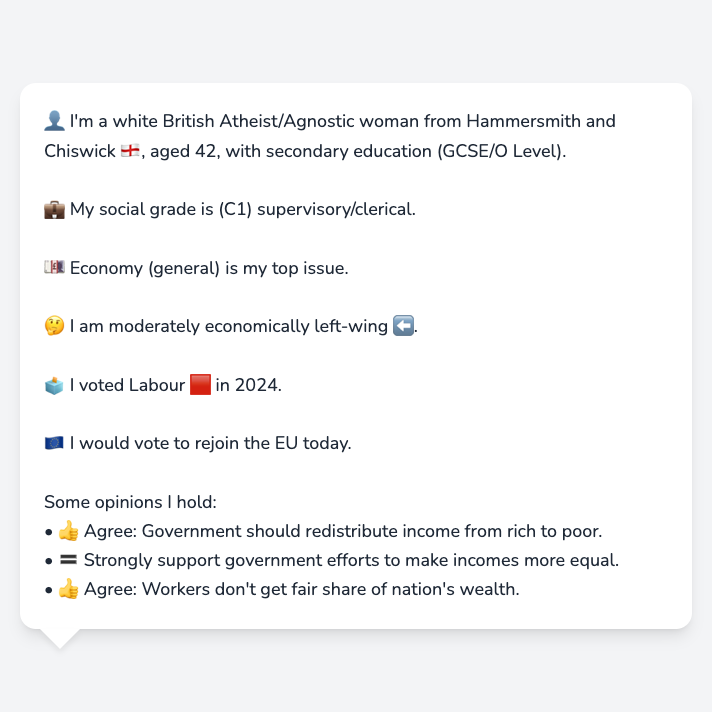 👤 I'm a white British Atheist/Agnostic woman from Hammersmith and
Chiswick 🏴󠁧󠁢󠁥󠁮󠁧󠁿, aged 42, with secondary education (GCSE/O Level).
💼 My social grade is (C1) supervisory/clerical.
💷 Economy (general) is my top issue.
🤔 I am moderately economically left-wing ⬅️.
🗳️ I voted Labour 🟥 in 2024.
🇪🇺 I would vote to rejoin the EU today.
Some opinions I hold:
• 👍 Agree: Government should redistribute income from rich to poor.
• 🟰 Strongly support government efforts to make incomes more equal.
• 👍 Agree: Workers don't get fair share of nation's wealth.